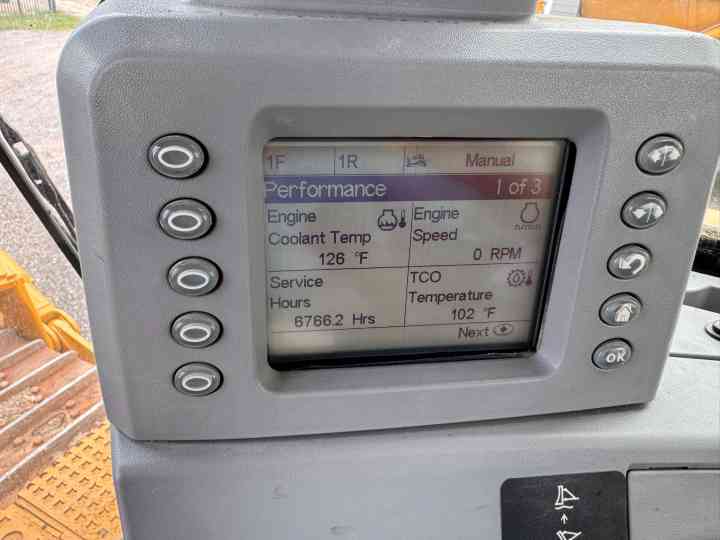 1F 1R Manual
Performance 1 of 3
Engine
Coolant Temp
126 °F
Engine
Speed
0 RPM
Service
Hours
6766.2 Hrs
TCO
Temperature
102 °F
Next
OK